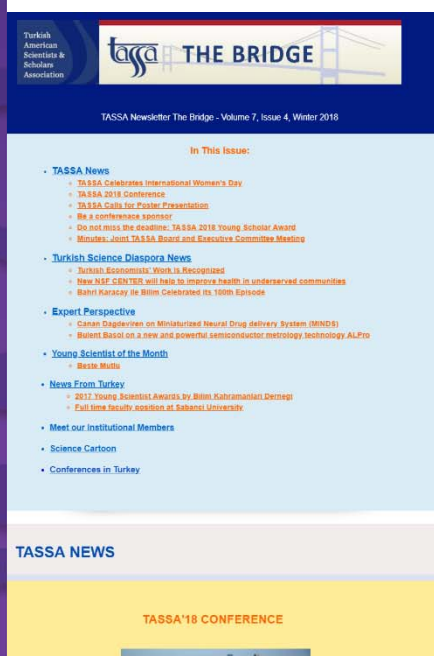 Turkish
American
Scientists &
Scholars
Association
tassa THE BRIDGE
TASSA Newsletter The Bridge - Volume 7, Issue 4, Winter 2018
In This Issue:
TASSA News
TASSA Celebrates International Women's Day
TASSA 2018 Conference
TASSA Calls for Poster Presentation
Be a conference sponsor
Do not miss the deadline: TASSA 2018 Young Scholar Award
Minutes: Joint TASSA Board and Executive Committee Meeting
Turkish Science Diaspora News
Turkish Economists' Work is Recognized
New NSF CENTER will help to improve health in underserved communities
Bahri Karacay ile Bilim Celebrated its 100th Episode
Expert Perspective
Canan Dagdeviren on Miniaturized Neural Drug delivery System (MINDS)
Bulent Basol on a new and powerful semiconductor metrology technology ALPro
Young Scientist of the Month
Beste Mutlu
News From Turkey
2017 Young Scientist Awards by Bilim Kahramanlari Dernegi
Full time faculty position at Sabanci University
Meet our Institutional Members
Science Cartoon
Conferences in Turkey
TASSA NEWS
TASSA'18 CONFERENCE